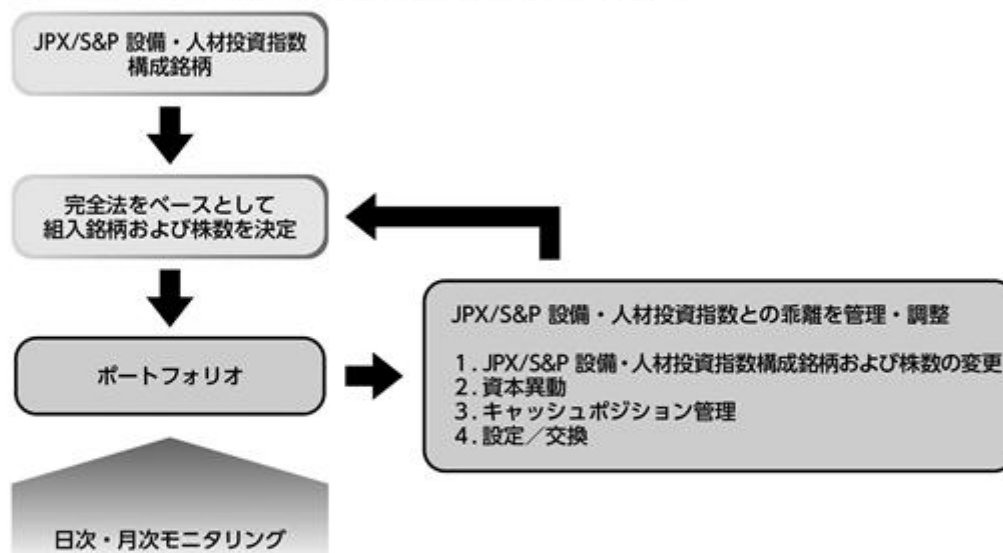 JPX/S&P 設備・人材投資指数
構成銘柄
完全法をベースとして
組入銘柄および株数を決定
ポートフォリオ
JPX/S&P 設備・人材投資指数との乖離を管理・調整
1. JPX/S&P 設備・人材投資指数構成銘柄および株数の変更
2. 資本異動
3. キャッシュポジション管理
4. 設定／交換
日次・月次モニタリング